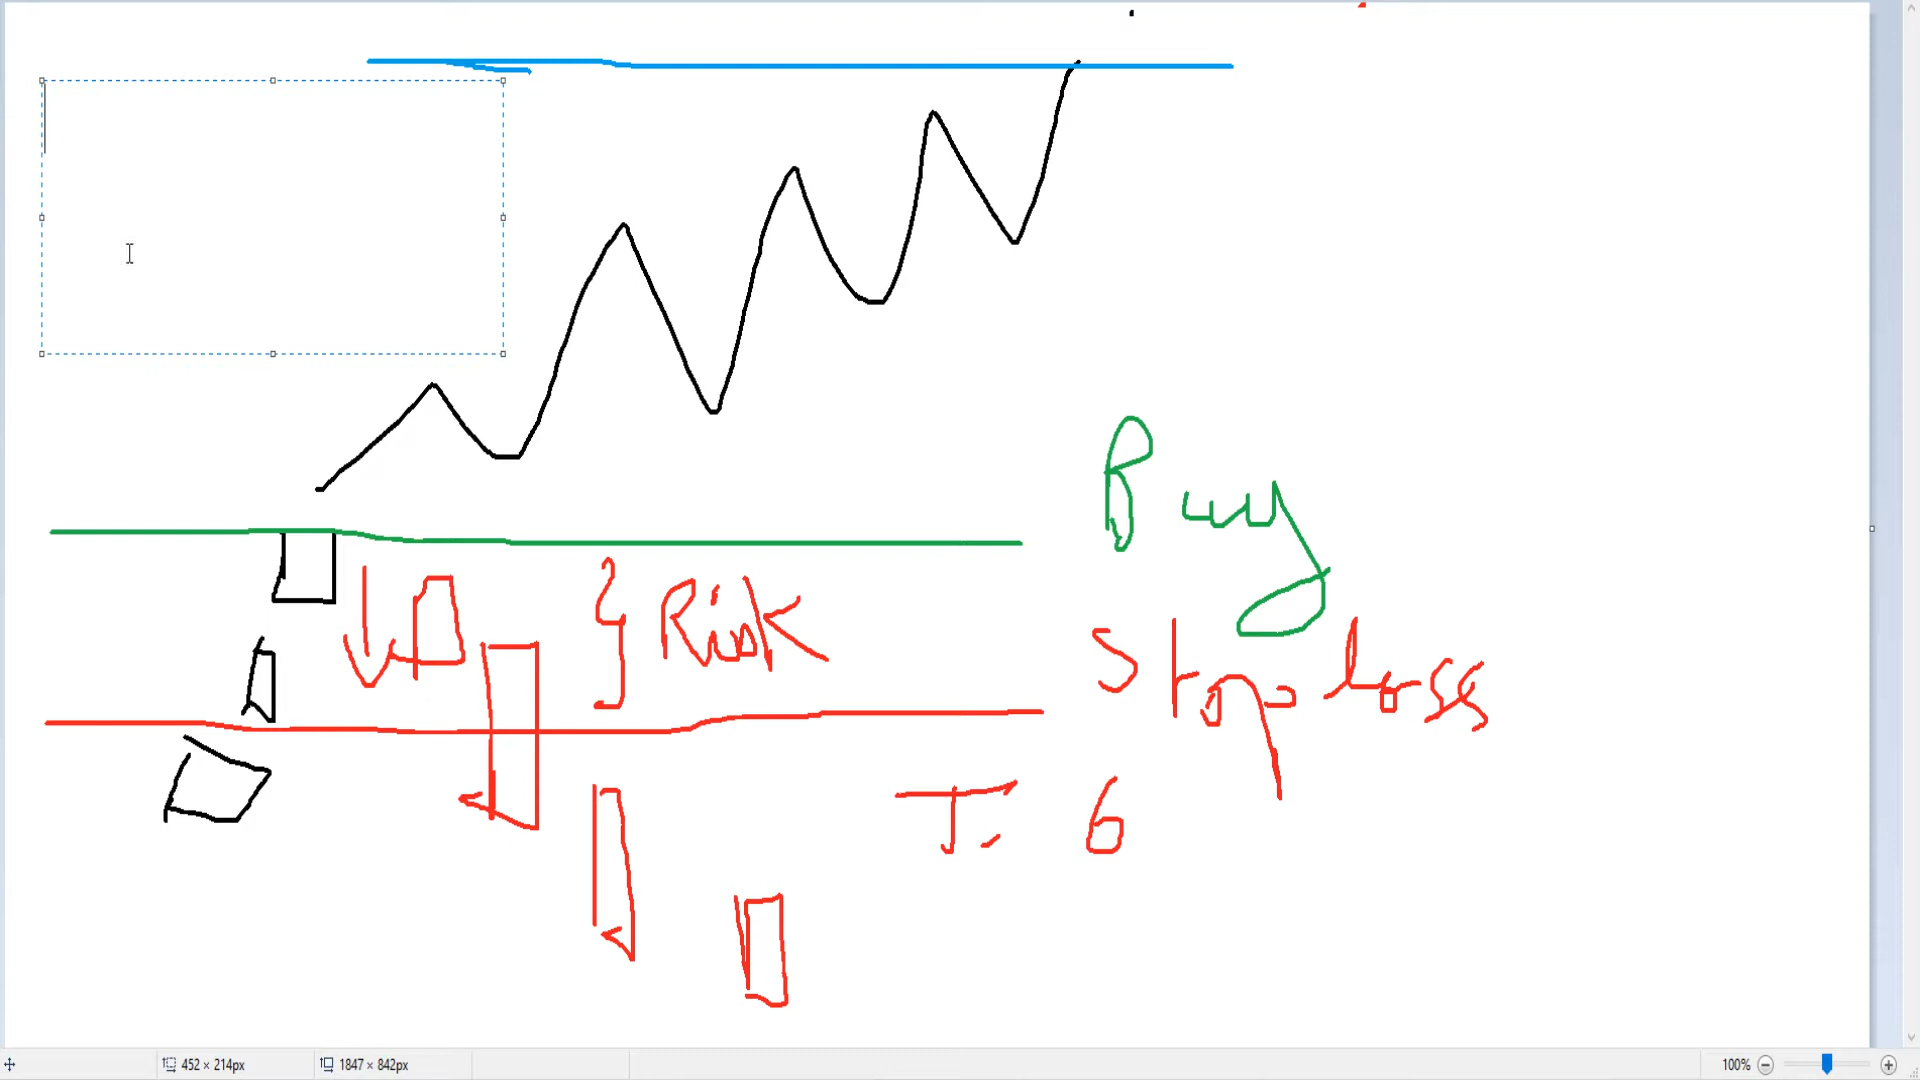 Buy
Risk
Stop loss
T: 6
452 × 214px
1847 × 842px
100%